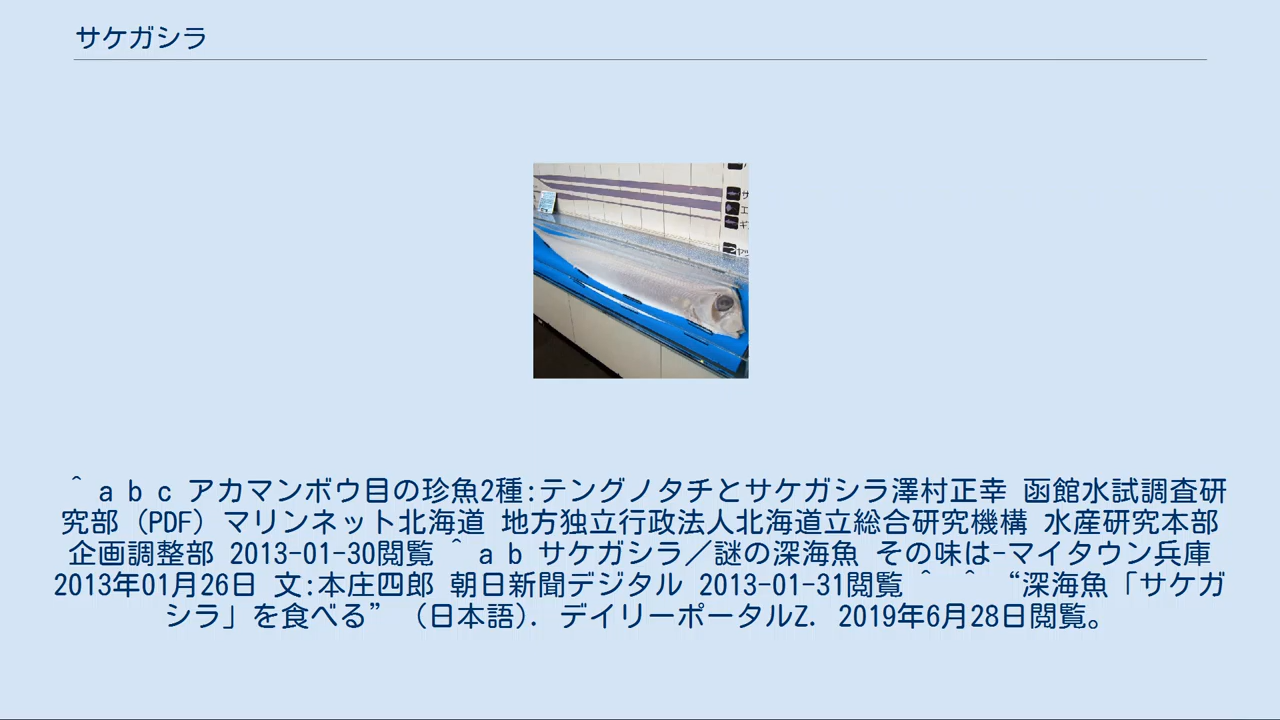 サケガシラ
^ a b c アカマンボウ目の珍魚2種:テングノタチとサケガシラ澤村正幸 函館水試調査研
究部（PDF）マリンネット北海道 地方独立行政法人北海道立総合研究機構 水産研究本部
企画調整部 2013-01-30閲覧 ^ a b サケガシラ／謎の深海魚 その味は-マイタウン兵庫
2013年01月26日 文:本庄四郎 朝日新聞デジタル 2013-01-31閲覧 ^ ^ “深海魚「サケガ
シラ」を食べる” （日本語）. デイリーポータルZ. 2019年6月28日閲覧。